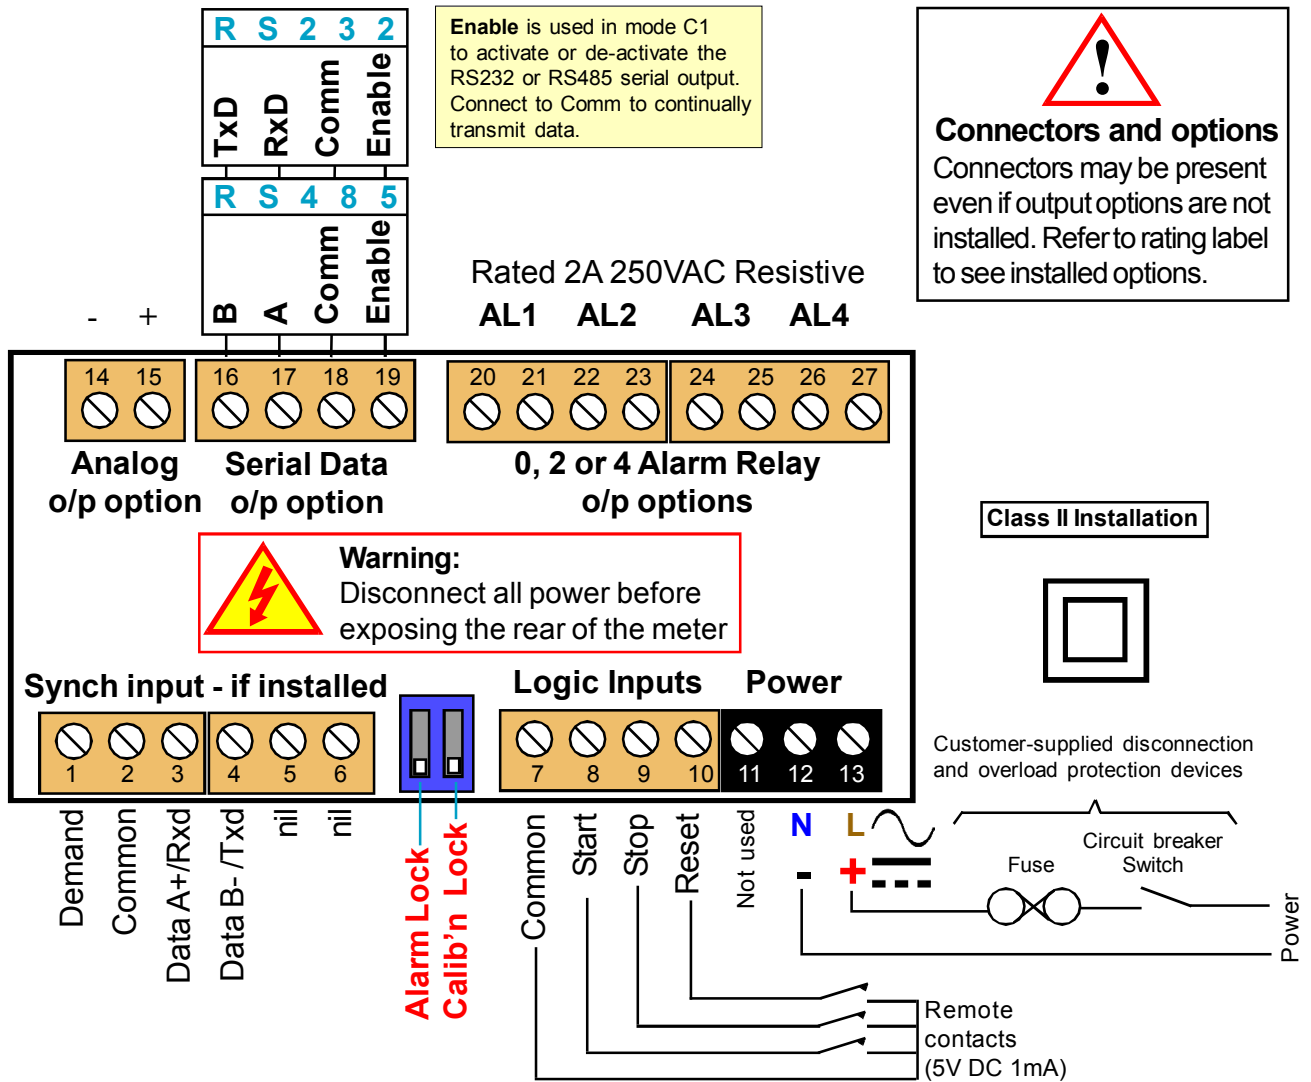 R S 2 3 2
TxD
RxD
Comm
Enable
R S 4 8 5
B
A
Comm
Enable
Enable is used in mode C1
to activate or de-activate the
RS232 or RS485 serial output.
Connect to Comm to continually
transmit data.
!
Connectors and options
Connectors may be present
even if output options are not
installed. Refer to rating label
to see installed options.
Rated 2A 250VAC Resistive
- +
AL1 AL2 AL3 AL4
14 15 16 17 18 19 20 21 22 23 24 25 26 27
Analog
o/p option
Serial Data
o/p option
0, 2 or 4 Alarm Relay
o/p options
Warning:
Disconnect all power before
exposing the rear of the meter
Class II Installation
Synch input - if installed
Logic Inputs
Power
1 2 3 4 5 6
7 8 9 10 11 12 13
Demand
Common
Data A+/Rxd
Data B- /Txd
nil
nil
Alarm Lock
Calib'n Lock
Common
Start
Stop
Reset
Not used
N
L
-
+
Customer-supplied disconnection
and overload protection devices
Fuse
Circuit breaker
Switch
Power
Remote
contacts
(5V DC 1mA)